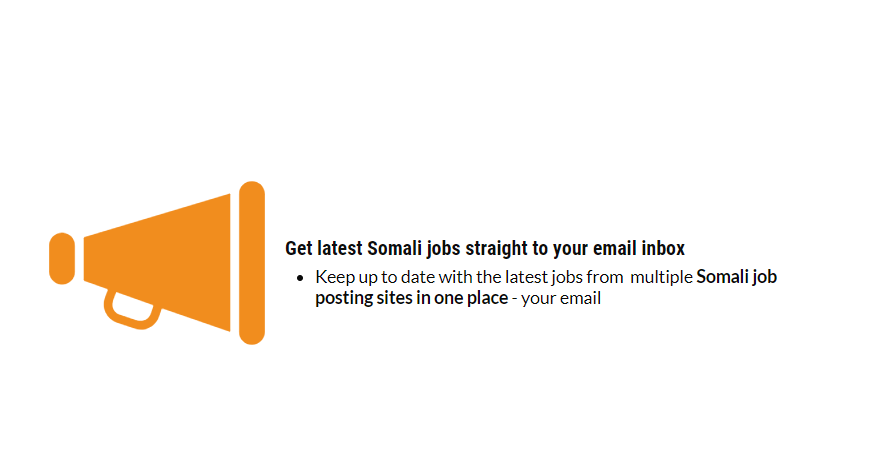 Get latest Somali jobs straight to your email inbox
• Keep up to date with the latest jobs from multiple Somali job
posting sites in one place - your email